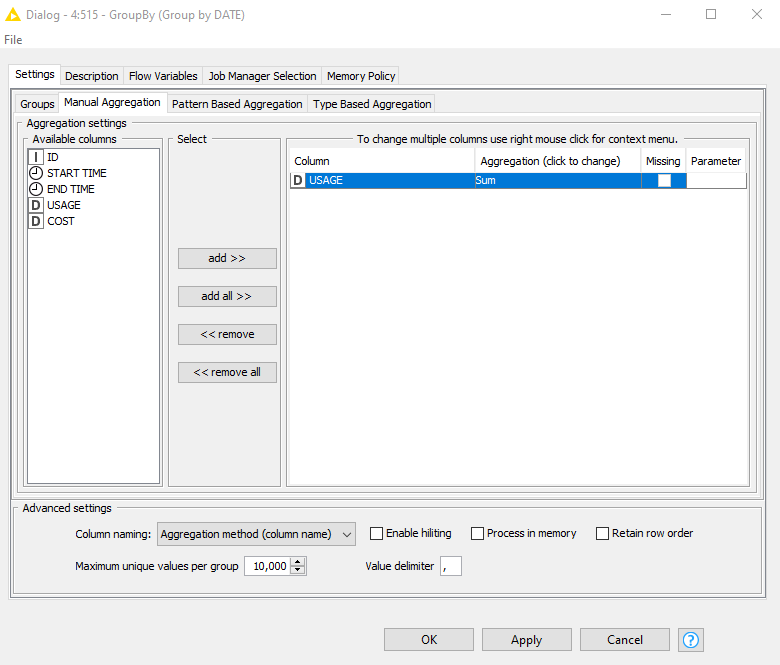 Dialog - 4:515 - GroupBy (Group by DATE)
File
Settings Description Flow Variables Job Manager Selection Memory Policy
Groups Manual Aggregation Pattern Based Aggregation Type Based Aggregation
Aggregation settings
Available columns
I ID
START TIME
END TIME
D USAGE
D COST
Select
add >>
add all >>
<< remove
<< remove all
To change multiple columns use right mouse click for context menu.
Column Aggregation (click to change) Missing Parameter
D USAGE Sum
Advanced settings
Column naming: Aggregation method (column name) Enable hiliting Process in memory Retain row order
Maximum unique values per group 10,000 Value delimiter ,
OK Apply Cancel ?